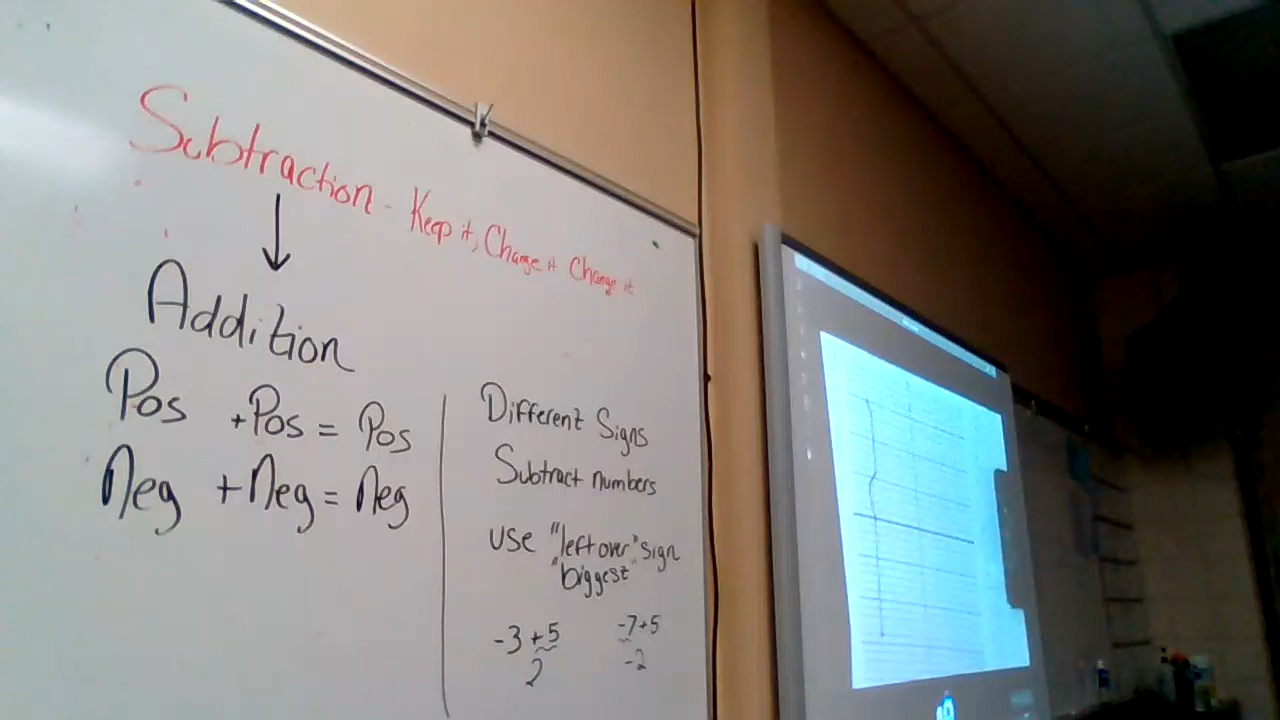 Subtraction - Keep it, Change it Change it
Addition
Pos + Pos = Pos
Neg + Neg = Neg
Different Signs
Subtract numbers
use "left over" sign
"biggest"
-3 + 5
2
-7 + 5
-2